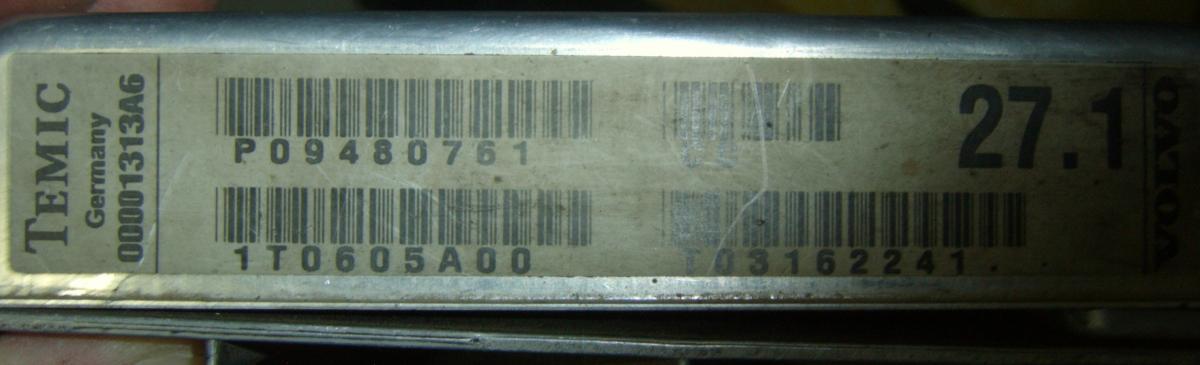 TEMIC
Germany
00001313A6
P09480761
27.1
1T0605A00
T03162241.
VOLVO